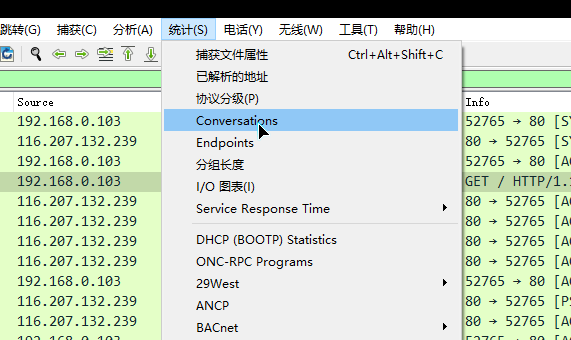 跳转(G) 捕获(C) 分析(A) 统计(S) 电话(Y) 无线(W) 工具(T) 帮助(H)
捕获文件属性 Ctrl+Alt+Shift+C
已解析的地址
Source 协议分级(P) Info
192.168.0.103 Conversations 52765 → 80 [SY
116.207.132.239 Endpoints 80 → 52765 [SY
192.168.0.103 分组长度 52765 → 80 [AC
192.168.0.103 I/O 图表(I) GET / HTTP/1.
116.207.132.239 Service Response Time 80 → 52765 [AC
116.207.132.239 80 → 52765 [AC
116.207.132.239 DHCP (BOOTP) Statistics 80 → 52765 [AC
116.207.132.239 ONC-RPC Programs 80 → 52765 [AC
192.168.0.103 29West 52765 → 80 [AC
116.207.132.239 ANCP 80 → 52765 [PS
116.207.132.239 BACnet 80 → 52765 [AC
192.168.0.103 52765 → 80 [AC